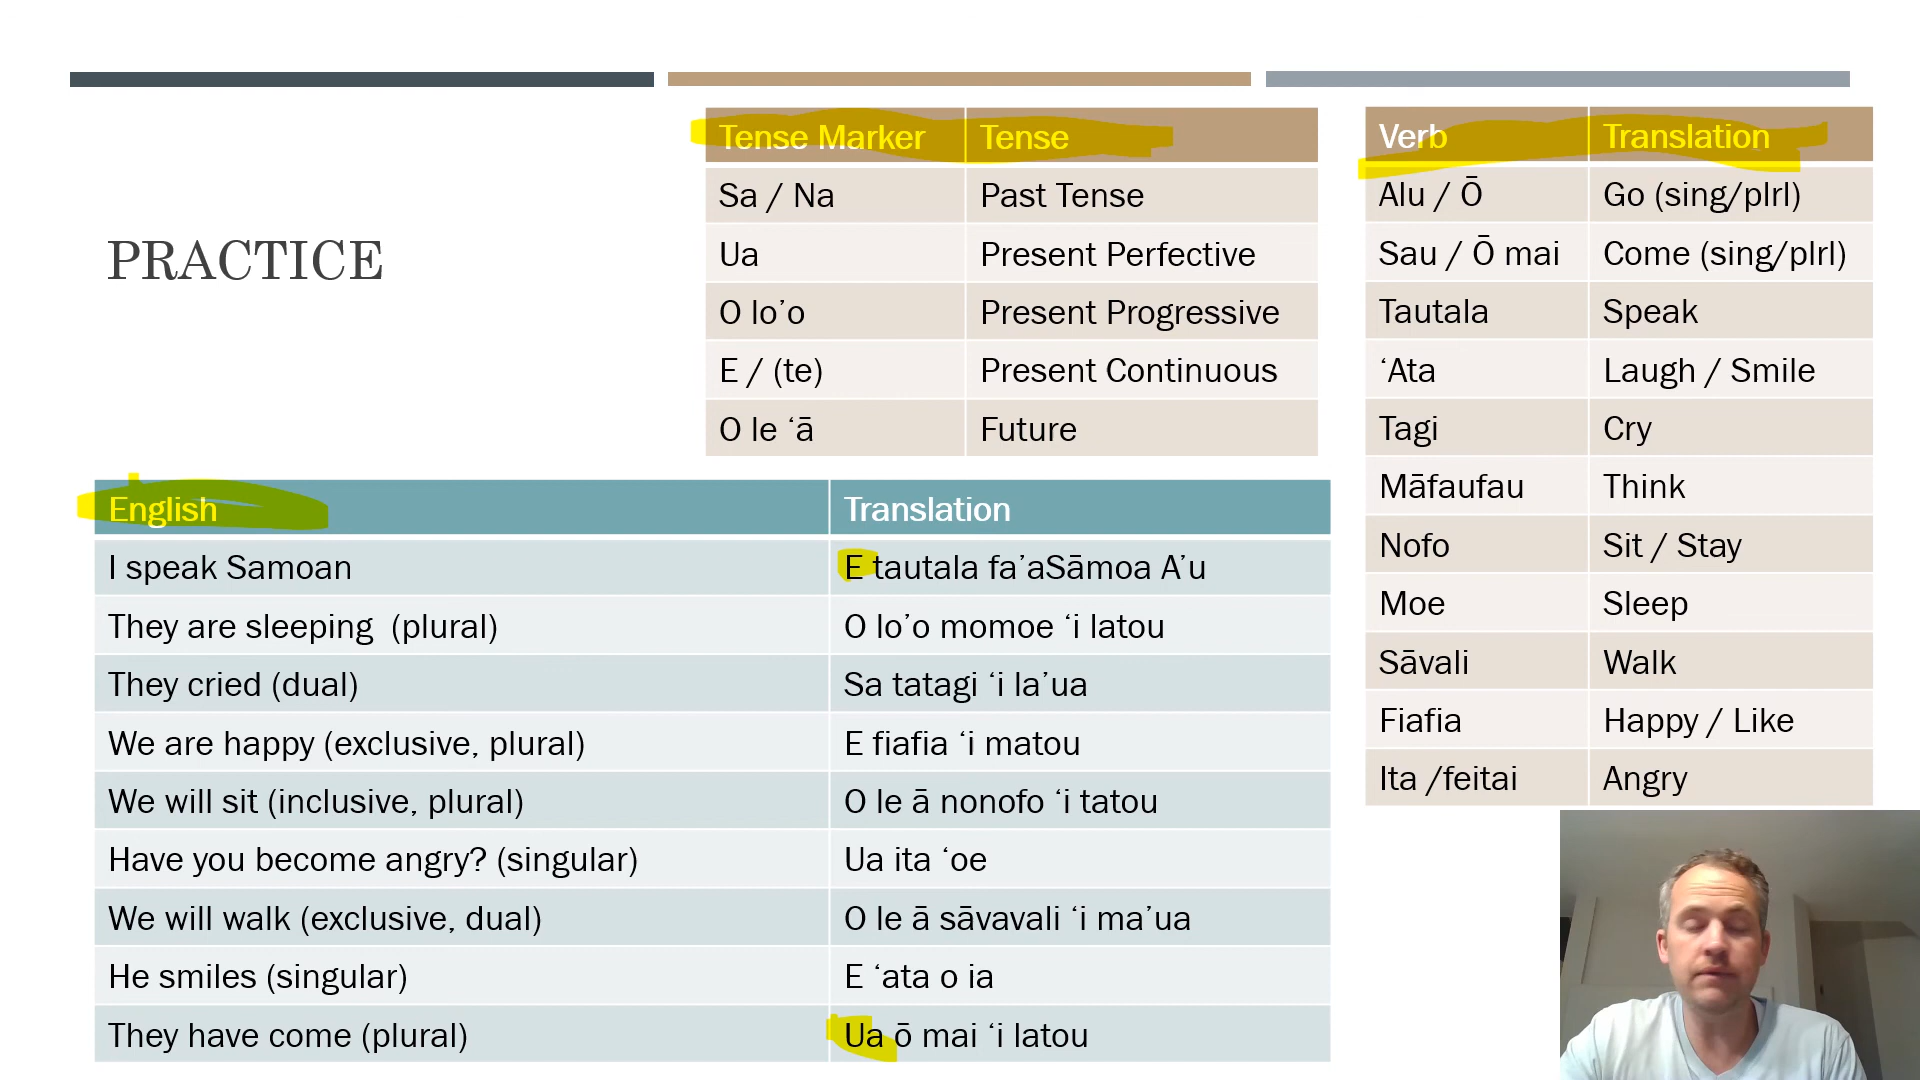 PRACTICE
Tense Marker Tense
Sa / Na Past Tense
Ua Present Perfective
O lo’o Present Progressive
E / (te) Present Continuous
O le ‘ā Future
Verb Translation
Alu / Ō Go (sing/plrl)
Sau / Ō mai Come (sing/plrl)
Tautala Speak
‘Ata Laugh / Smile
Tagi Cry
Māfaufau Think
Nofo Sit / Stay
Moe Sleep
Sāvali Walk
Fiafia Happy / Like
Ita /feitai Angry
English Translation
I speak Samoan E tautala fa’aSāmoa A’u
They are sleeping (plural) O lo’o momoe ‘i latou
They cried (dual) Sa tatagi ‘i la’ua
We are happy (exclusive, plural) E fiafia ‘i matou
We will sit (inclusive, plural) O le ā nonofo ‘i tatou
Have you become angry? (singular) Ua ita ‘oe
We will walk (exclusive, dual) O le ā sāvavali ‘i ma’ua
He smiles (singular) E ‘ata o ia
They have come (plural) Ua ō mai ‘i latou